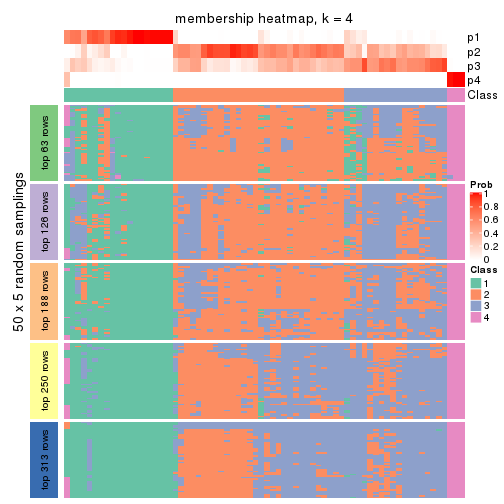 membership heatmap, k = 4
p1
p2
p3
p4
Class
50 x 5 random samplings
top 63 rows
top 126 rows
top 188 rows
top 250 rows
top 313 rows
Prob
1
0.8
0.6
0.4
0.2
0
Class
1
2
3
4